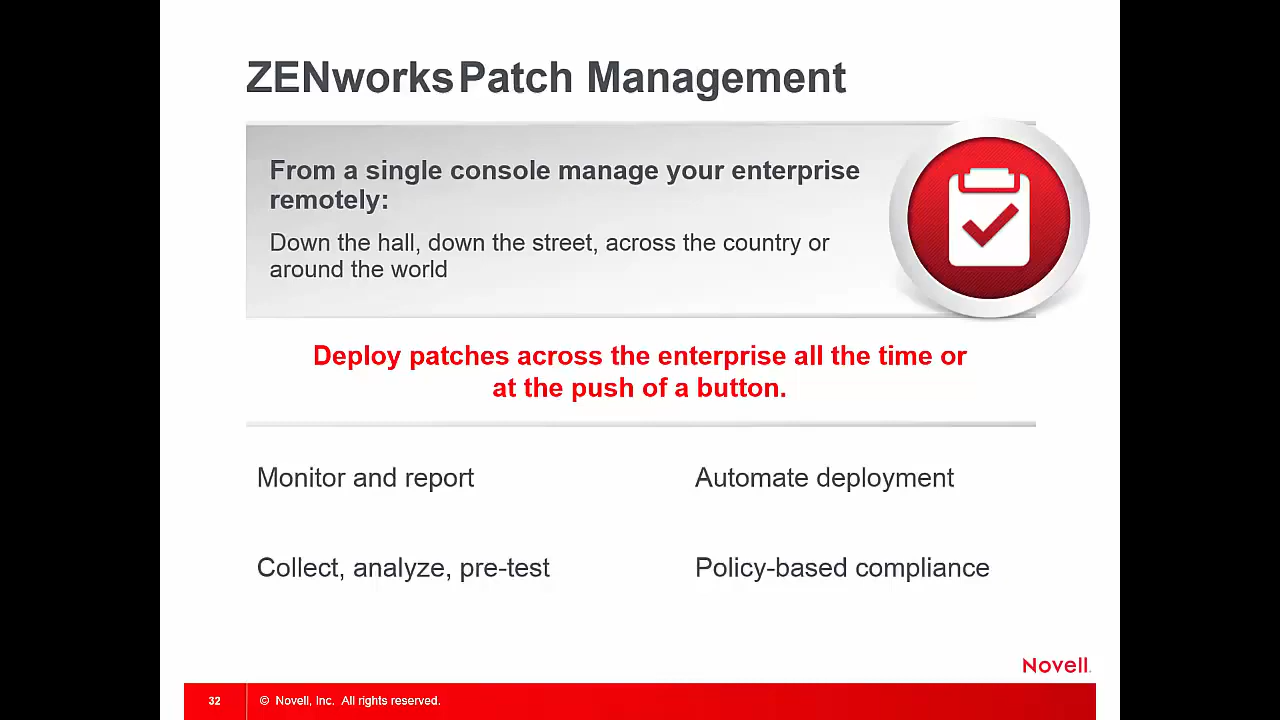 ZENworks Patch Management
From a single console manage your enterprise
remotely:
Down the hall, down the street, across the country or
around the world
Deploy patches across the enterprise all the time or
at the push of a button.
Monitor and report
Automate deployment
Collect, analyze, pre-test
Policy-based compliance
Novell.
32
© Novell, Inc. All rights reserved.